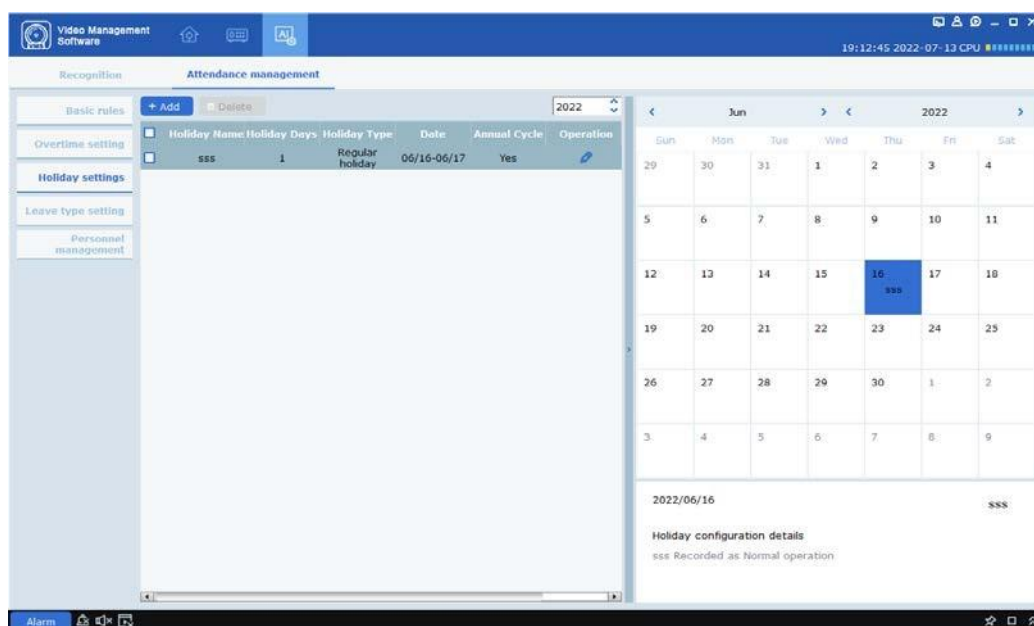 Video Management
Software
19:12:45 2022-07-13 CPU
Recognition
Attendance management
Basic rules
Overtime setting
Holiday settings
Leave type setting
Personnel
management
+ Add
Delete
2022
Holiday Name Holiday Days Holiday Type Date Annual Cycle Operation
sss 1 Regular holiday 06/16-06/17 Yes
Jun 2022
Sun Mon Tue Wed Thu Fri Sat
29 30 31 1 2 3 4
5 6 7 8 9 10 11
12 13 14 15 16 17 18
sss
19 20 21 22 23 24 25
26 27 28 29 30 1 2
3 4 5 6 7 8 9
2022/06/16 sss
Holiday configuration details
sss Recorded as Normal operation
Alarm